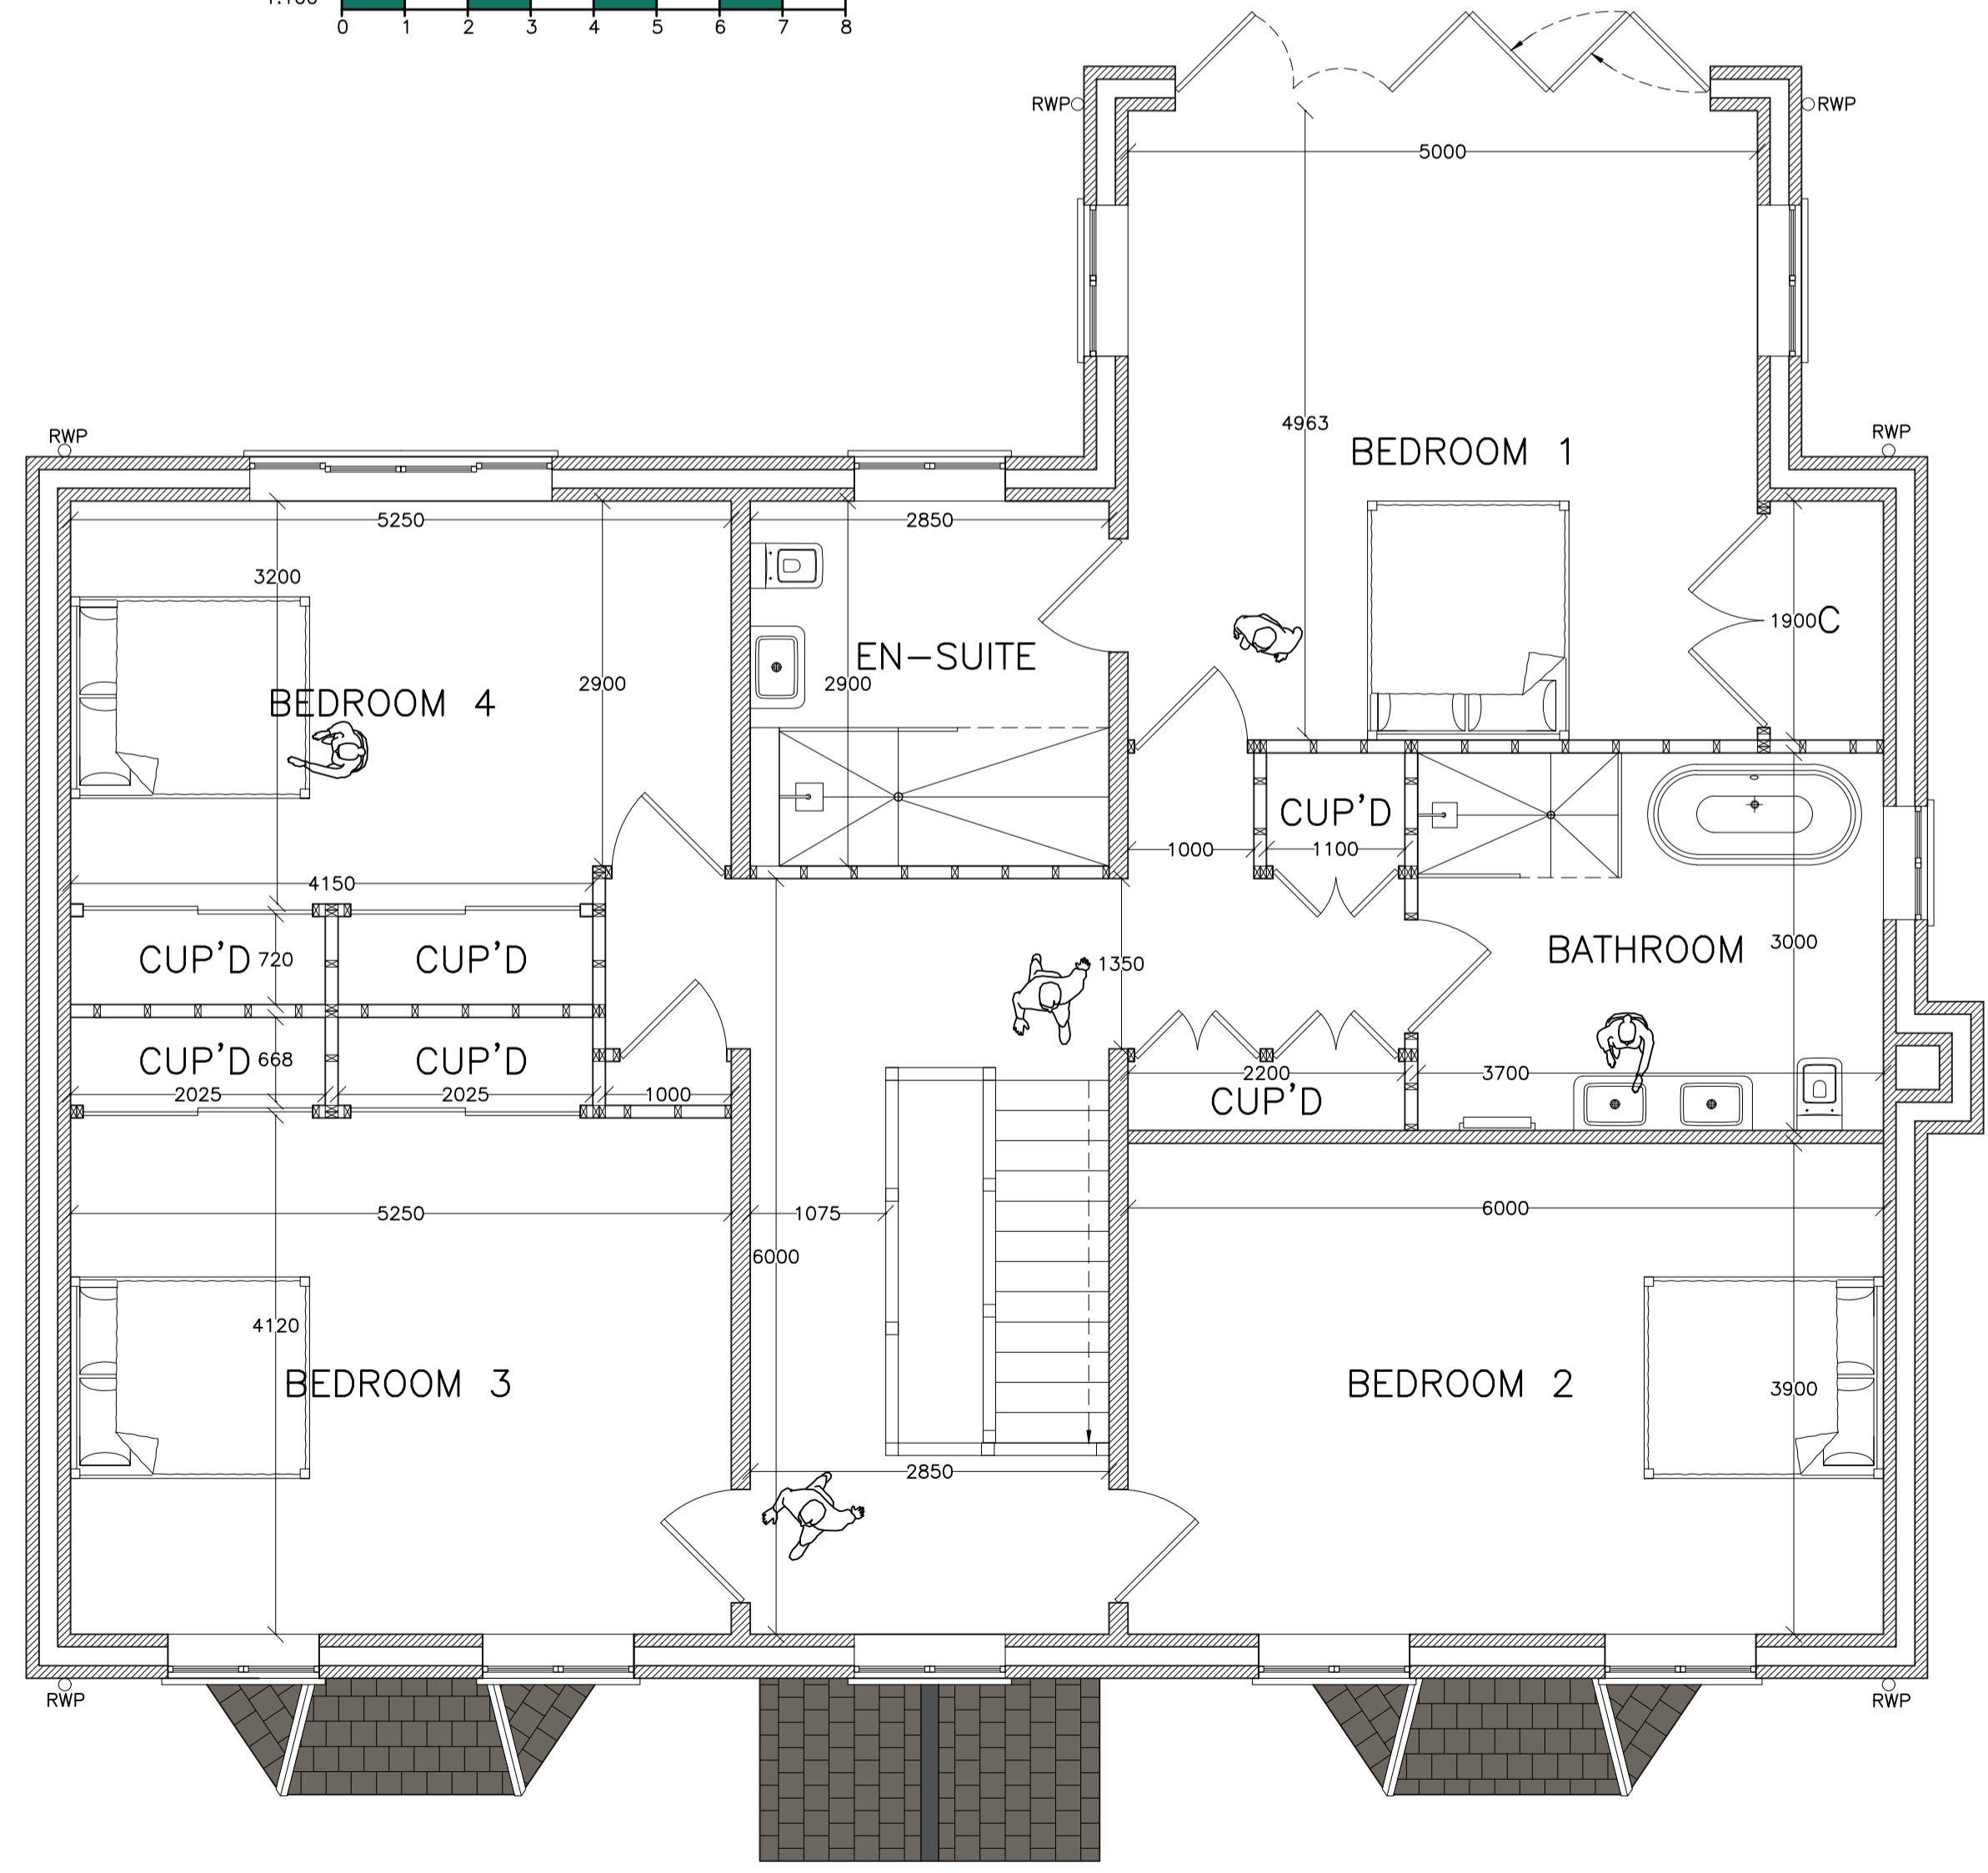 0 1 2 3 4 5 6 7 8
RWP RWP
5000
4963
BEDROOM 1
RWP RWP
5250 2850
3200
1900 C
EN-SUITE
2900 2900
BEDROOM 4
CUP'D
1000 1100
4150
BATHROOM 3000
CUP'D 720 CUP'D 1350
CUP'D 668 CUP'D
2200 3700
2025 2025 1000 CUP'D
5250 1075 6000
6000
4120
BEDROOM 3 BEDROOM 2 3900
2850
RWP RWP